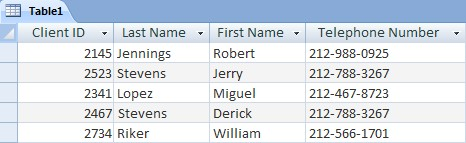 Table1
Client ID Last Name First Name Telephone Number
2145 Jennings Robert 212-988-0925
2523 Stevens Jerry 212-788-3267
2341 Lopez Miguel 212-467-8723
2467 Stevens Derick 212-788-3267
2734 Riker William 212-566-1701